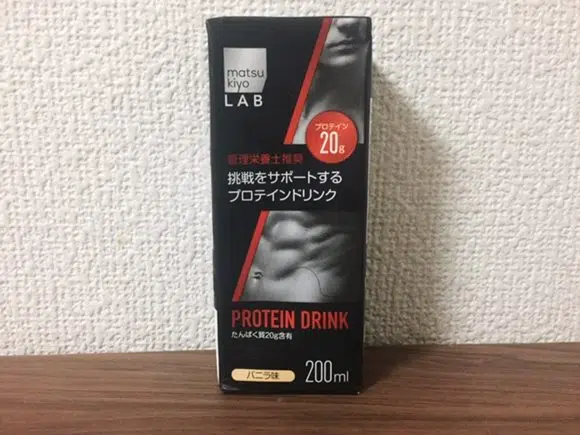 matsu
kiyo
LAB
プロテイン
20g
管理栄養士推奨
挑戦をサポートする
プロテインドリンク
PROTEIN DRINK
たんぱく質20g含有
バニラ味
200ml